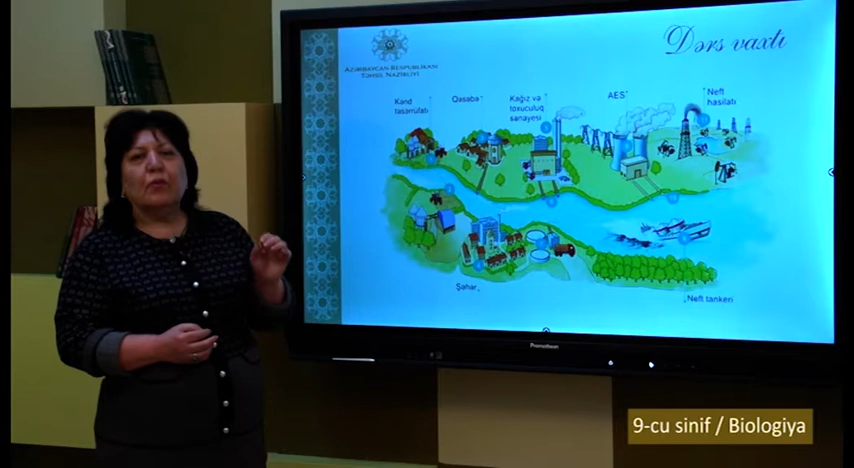 Dərs vaxtı
AZƏRBAYCAN RESPUBLİKASI
TƏHSİL NAZİRLİYİ
Kənd
təsərrüfatı
Qəsəbə
Kağız və
toxuculuq
sənayesi
AES
Neft
hasilatı
Şəhər
Neft tankeri
Promethean
9-cu sinif / Biologiya